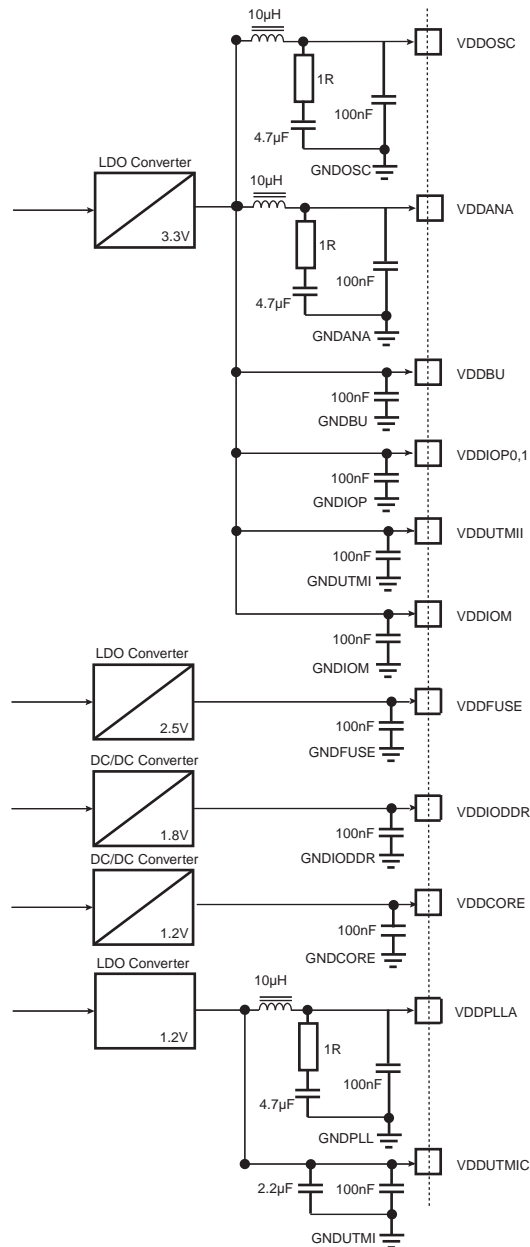 10µH
VDDOSC
1R
100nF
4.7µF
GNDOSC
LDO Converter
3.3V
10µH
VDDANA
1R
100nF
4.7µF
GNDANA
VDDBU
100nF
GNDBU
VDDIOP0,1
100nF
GNDIOP
VDDUTMII
100nF
GNDUTMI
VDDIOM
100nF
GNDIOM
LDO Converter
2.5V
VDDFUSE
100nF
GNDFUSE
DC/DC Converter
1.8V
VDDIODDR
100nF
GNDIODDR
DC/DC Converter
1.2V
VDDCORE
100nF
GNDCORE
LDO Converter
1.2V
10µH
VDDPLLA
1R
100nF
4.7µF
GNDPLL
VDDUTMIC
2.2µF
100nF
GNDUTMI